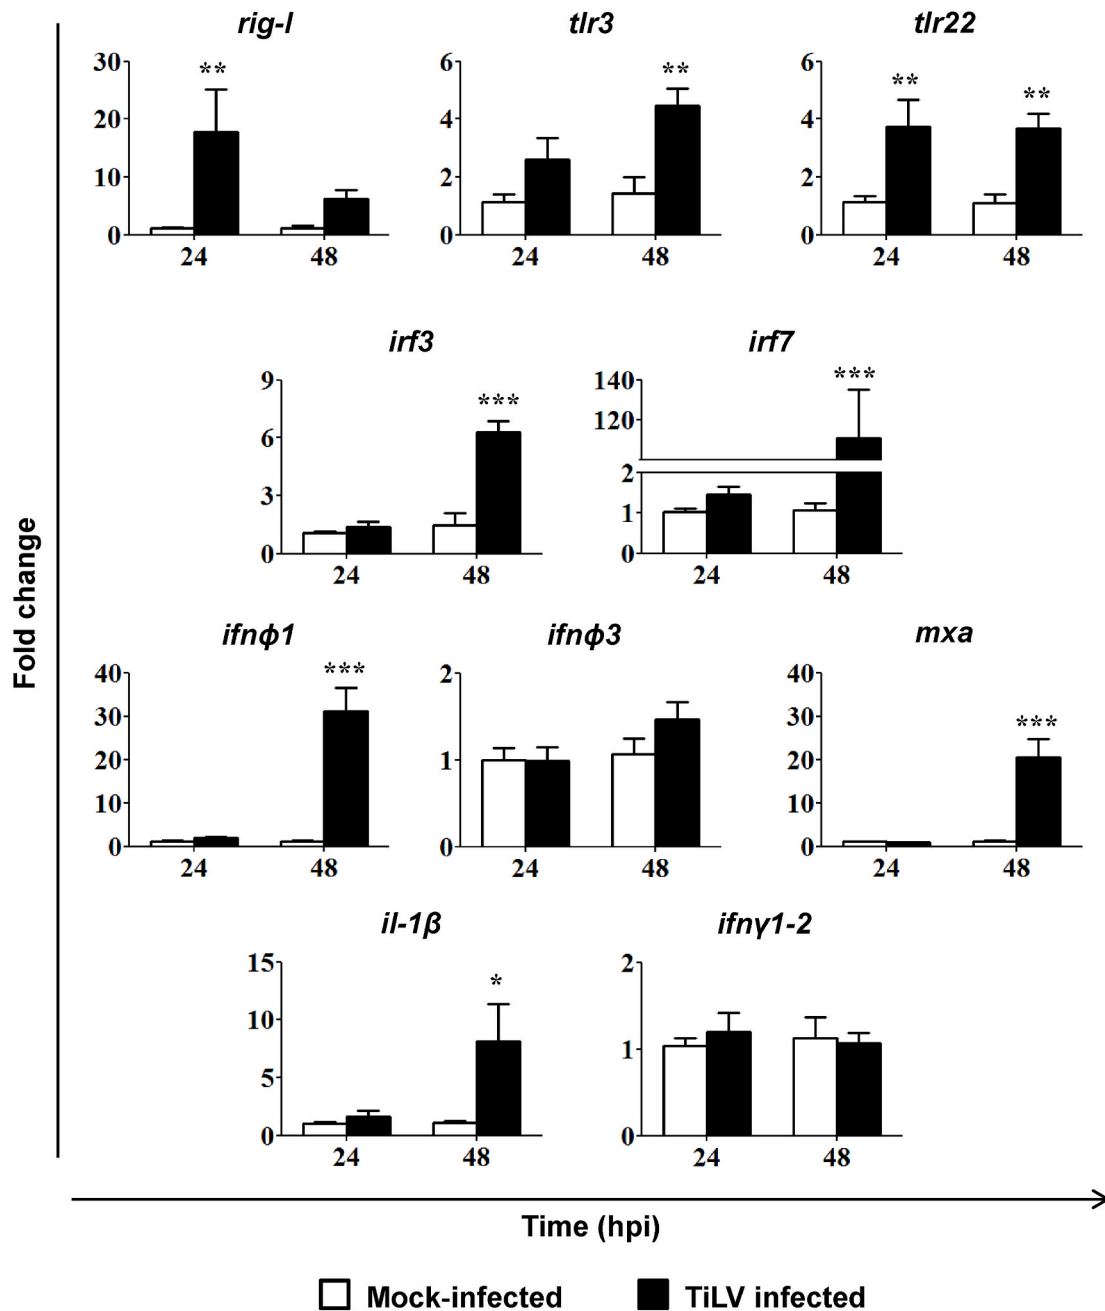 rig-I tlr3 tlr22
** ** ** **
30 20 10 0
6 4 2 0
6 4 2 0
24 48 24 48 24 48
irf3 irf7
*** ***
9 6 3 0
140 120 2 1 0
24 48 24 48
Fold change
ifnϕ1 ifnϕ3 mxa
*** ***
40 30 20 10 0
2 1 0
40 30 20 10 0
24 48 24 48 24 48
il-1β ifnγ1-2
*
15 10 5 0
2 1 0
24 48 24 48
Time (hpi)
Mock-infected TiLV infected